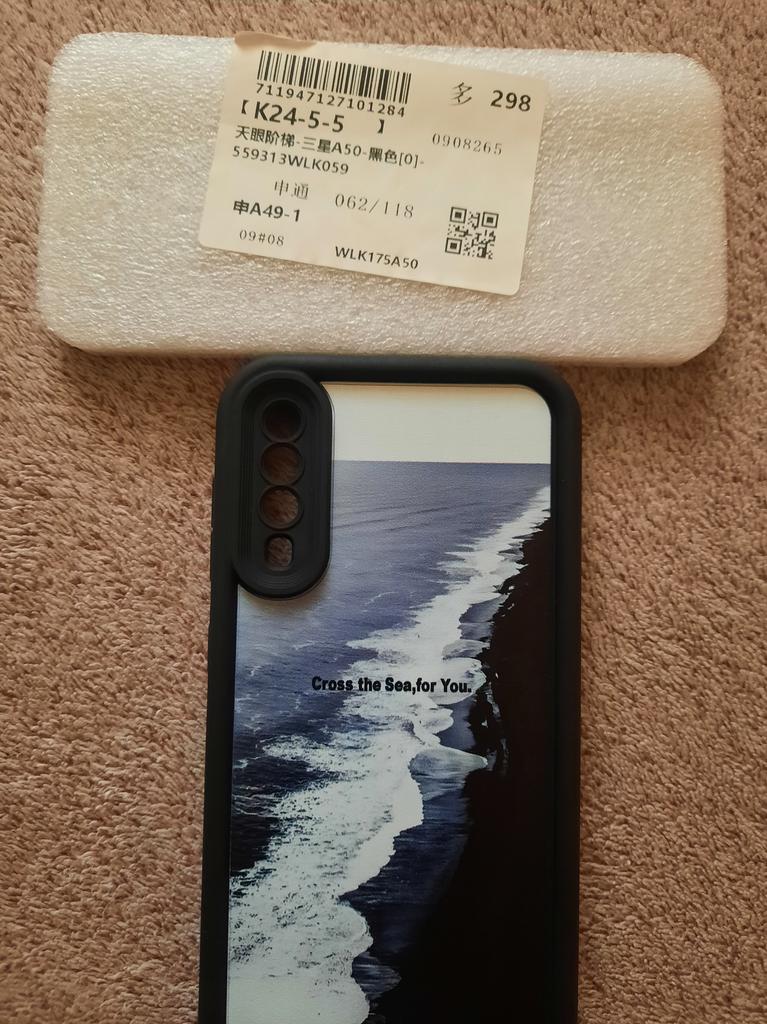 711947127101284
多 298
【K24-5-5 】
0908265
天眼阶梯-三星A50-黑色[0]-
559313WLK059
申通 062/118
申A49-1
09#08
WLK175A50
Cross the Sea,for You.